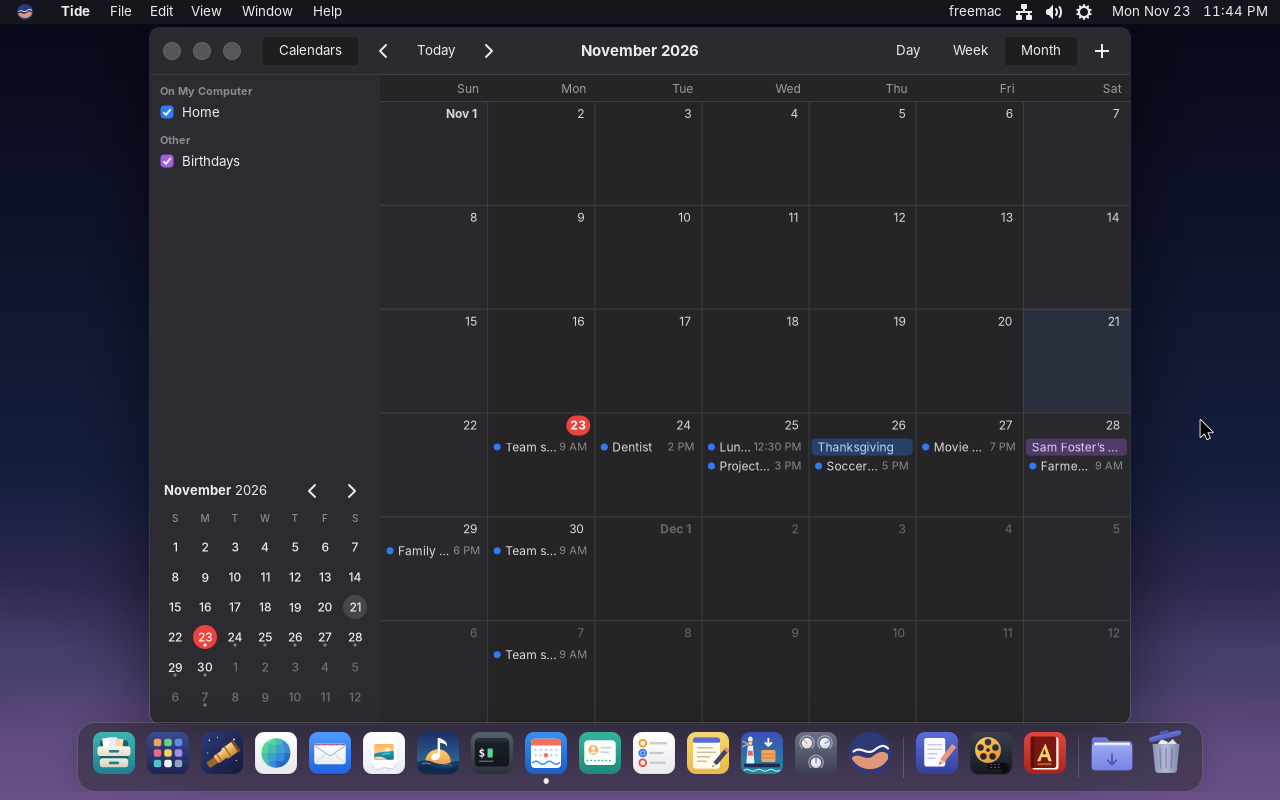 Tide File Edit View Window Help freemac Mon Nov 23 11:44 PM
Calendars Today November 2026 Day Week Month
On My Computer
Home
Other
Birthdays
Sun Mon Tue Wed Thu Fri Sat
Nov 1 2 3 4 5 6 7
8 9 10 11 12 13 14
15 16 17 18 19 20 21
22 23 24 25 26 27 28
Team s... 9 AM Dentist 2 PM Lun... 12:30 PM Thanksgiving Movie ... 7 PM Sam Foster's ...
Project... 3 PM Soccer... 5 PM Farme... 9 AM
29 30 Dec 1 2 3 4 5
Family ... 6 PM Team s... 9 AM
6 7 8 9 10 11 12
Team s... 9 AM
November 2026
S M T W T F S
1 2 3 4 5 6 7
8 9 10 11 12 13 14
15 16 17 18 19 20 21
22 23 24 25 26 27 28
29 30 1 2 3 4 5
6 7 8 9 10 11 12
$
A